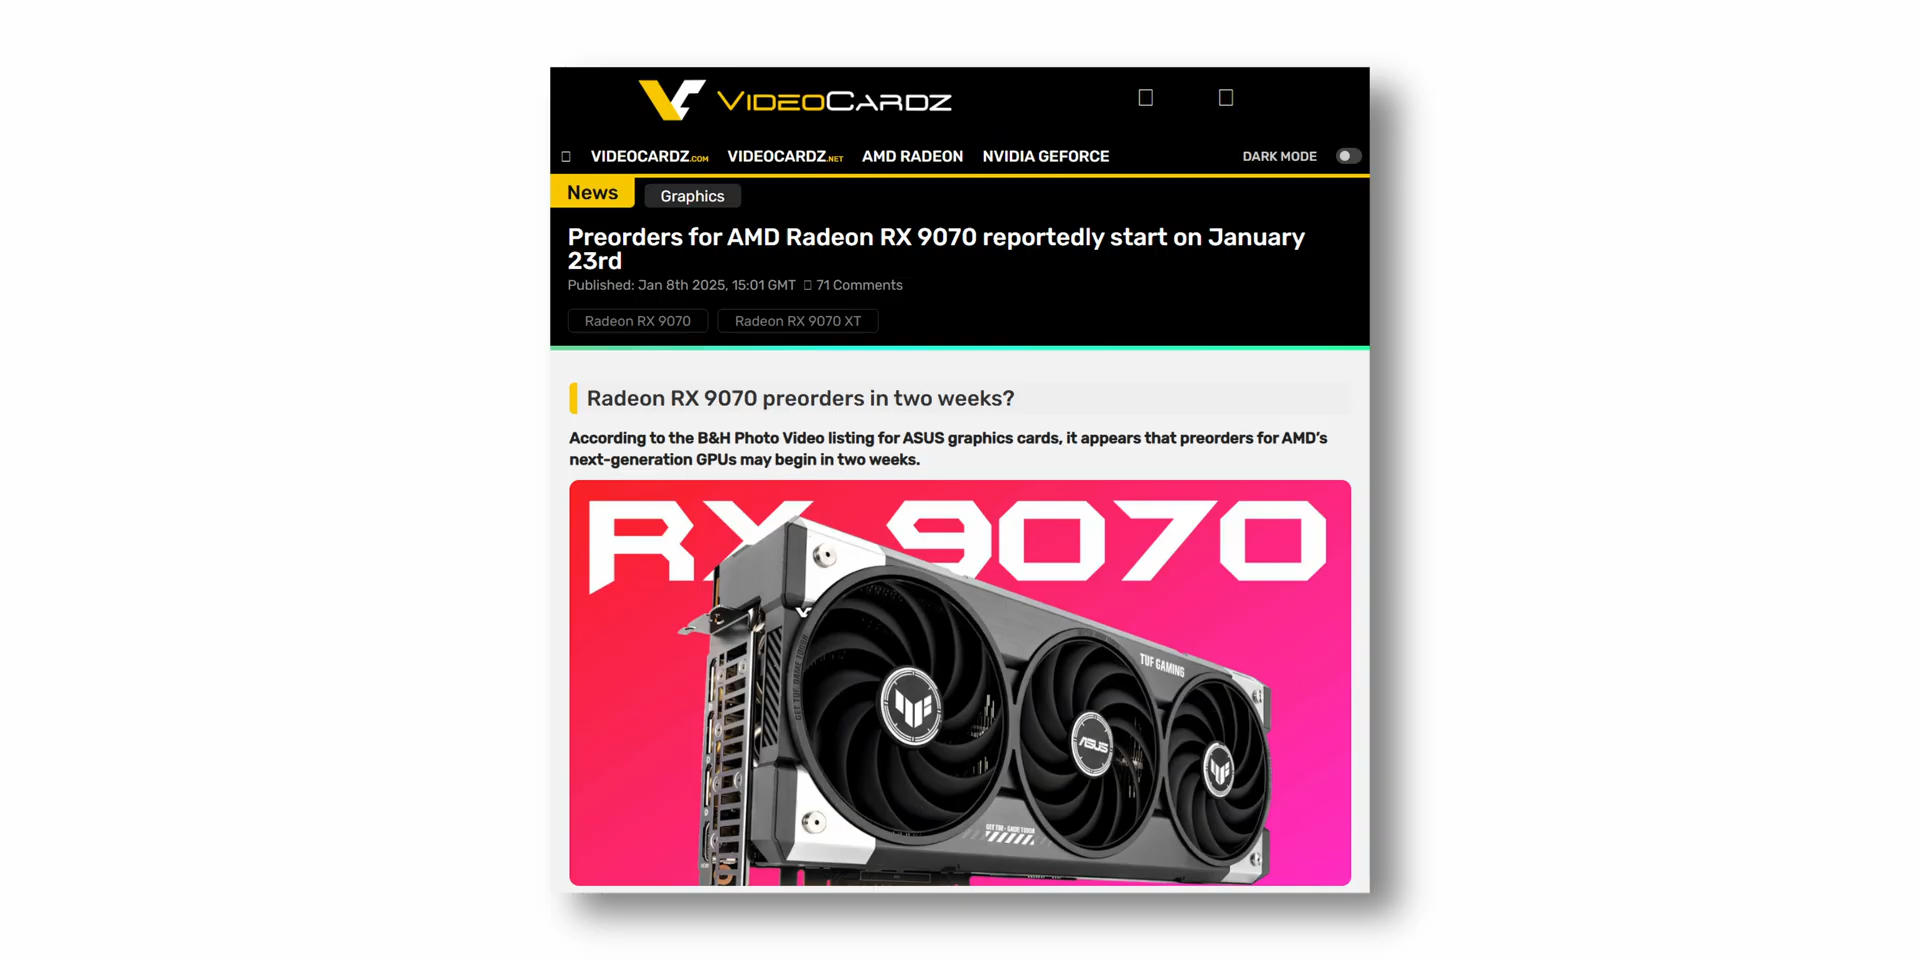 VIDEOCARDZ
VIDEOCARDZ.COM VIDEOCARDZ.NET AMD RADEON NVIDIA GEFORCE DARK MODE
News Graphics
Preorders for AMD Radeon RX 9070 reportedly start on January
23rd
Published: Jan 8th 2025, 15:01 GMT 71 Comments
Radeon RX 9070 Radeon RX 9070 XT
Radeon RX 9070 preorders in two weeks?
According to the B&H Photo Video listing for ASUS graphics cards, it appears that preorders for AMD's
next-generation GPUs may begin in two weeks.
RX 9070
TUF GAMING
ASUS